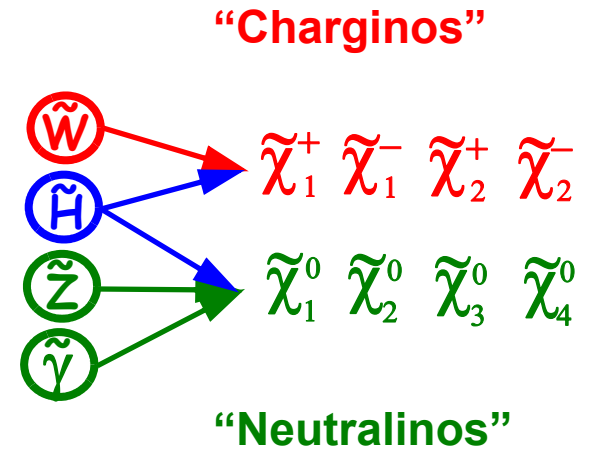 “Charginos”
W̃ χ̃₁⁺ χ̃₁⁻ χ̃₂⁺ χ̃₂⁻
H̃
Z̃ χ̃₁⁰ χ̃₂⁰ χ̃₃⁰ χ̃₄⁰
γ̃
“Neutralinos”